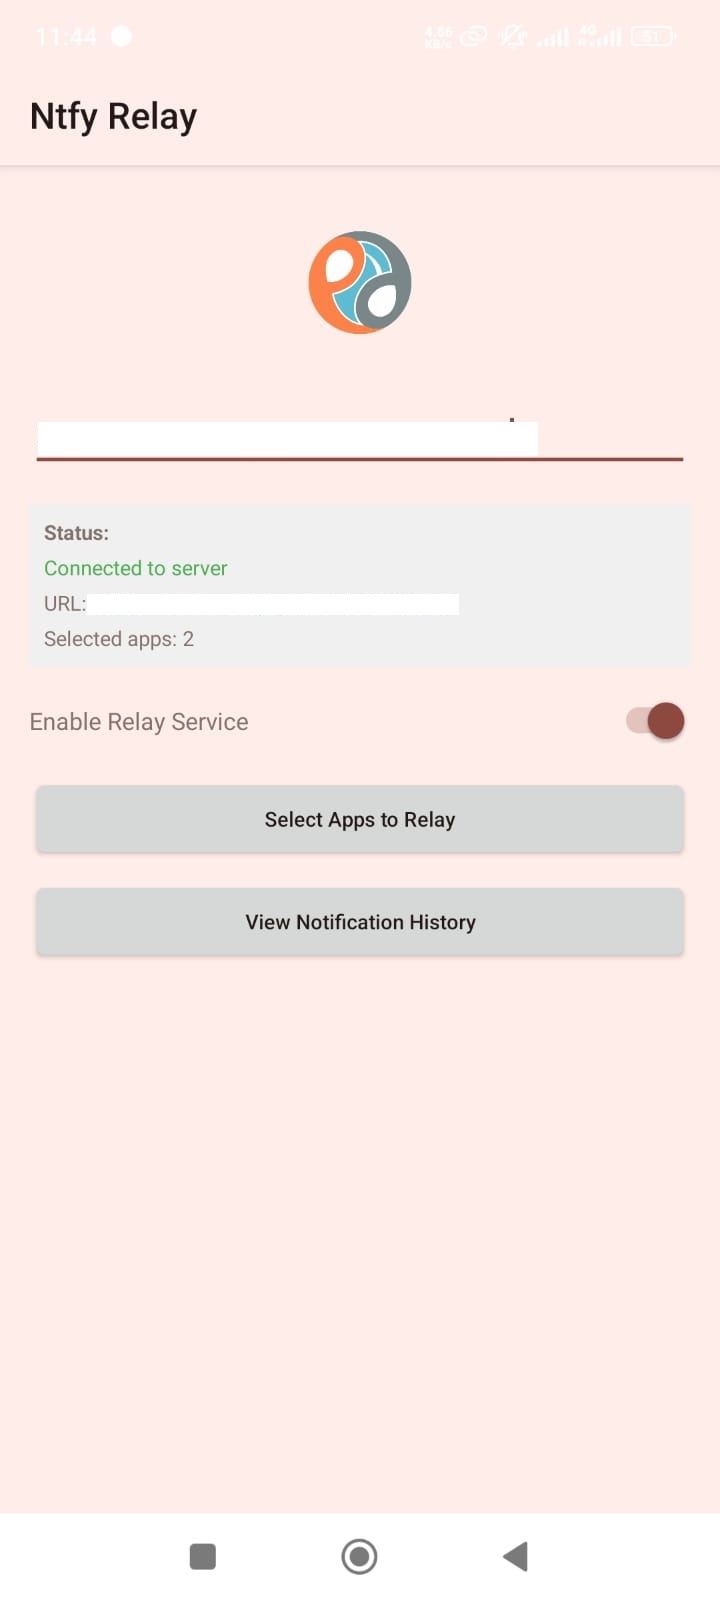 11:44
4.86
KB/s
4G
R
51
Ntfy Relay
Status:
Connected to server
URL:
Selected apps: 2
Enable Relay Service
Select Apps to Relay
View Notification History